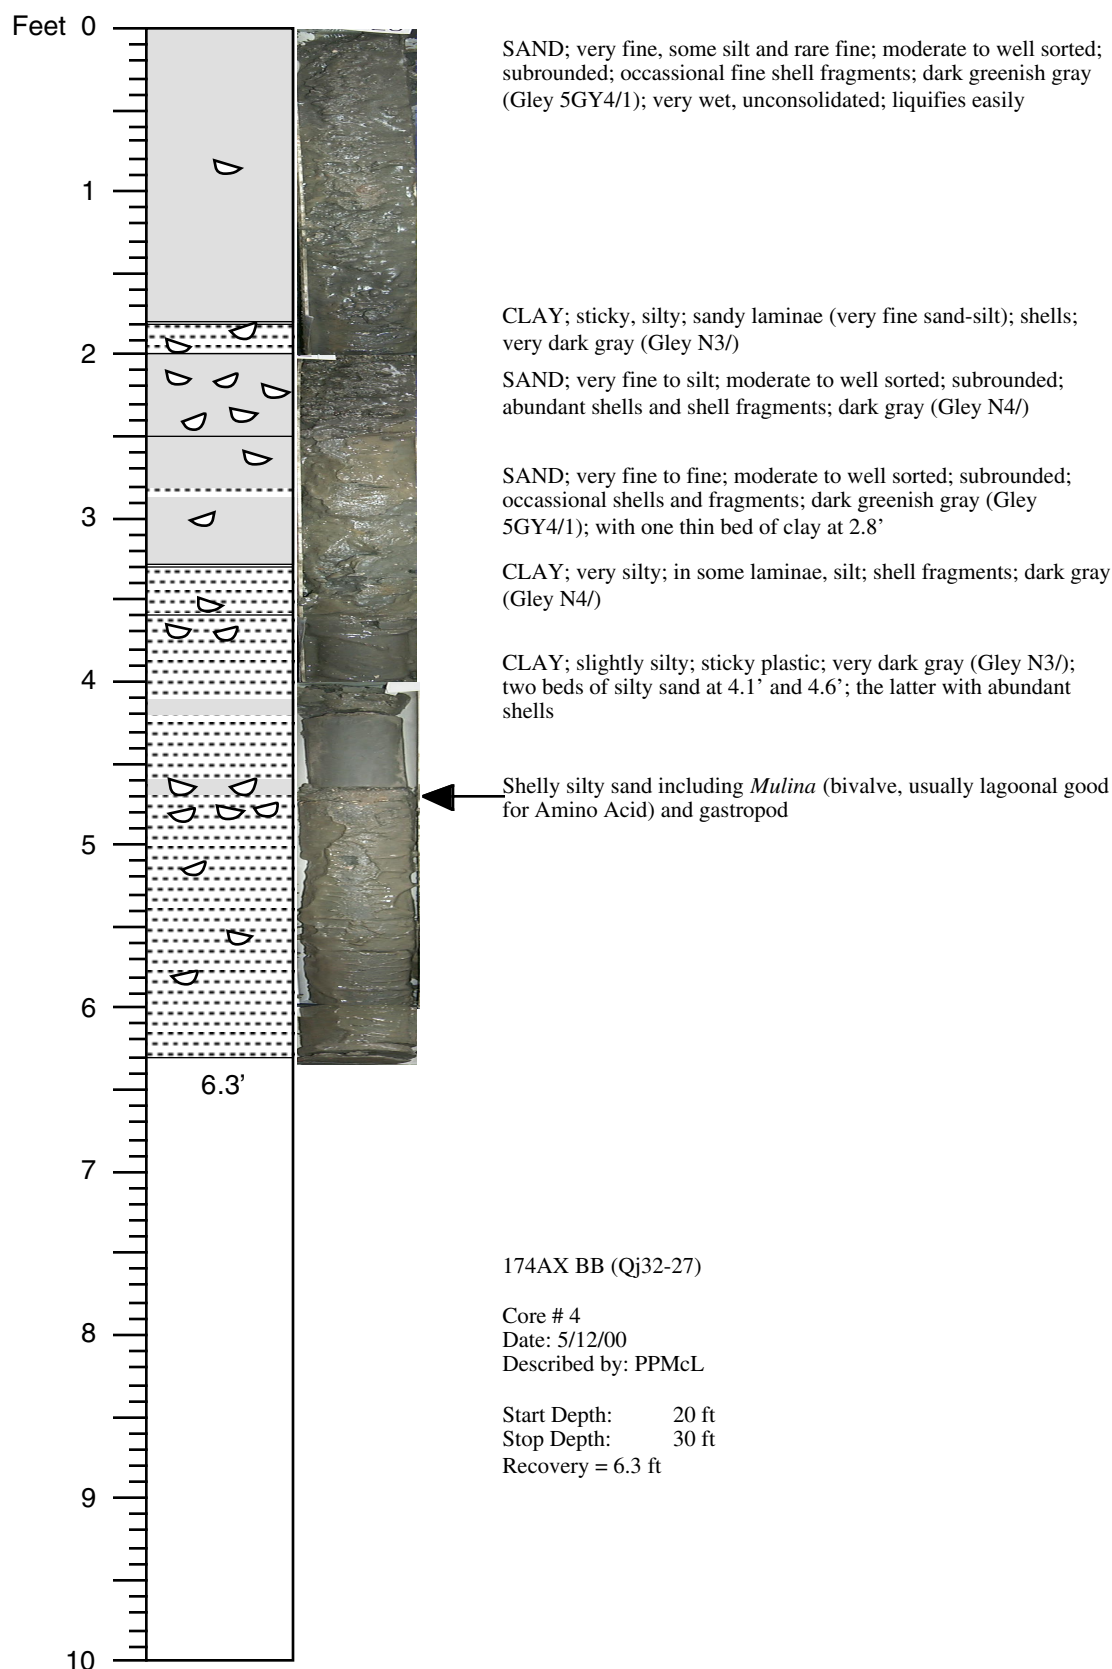 Feet 0
SAND; very fine, some silt and rare fine; moderate to well sorted;
subrounded; occassional fine shell fragments; dark greenish gray
(Gley 5GY4/1); very wet, unconsolidated; liquifies easily
1
CLAY; sticky, silty; sandy laminae (very fine sand-silt); shells;
very dark gray (Gley N3/)
2
SAND; very fine to silt; moderate to well sorted; subrounded;
abundant shells and shell fragments; dark gray (Gley N4/)
SAND; very fine to fine; moderate to well sorted; subrounded;
occassional shells and fragments; dark greenish gray (Gley
5GY4/1); with one thin bed of clay at 2.8’
3
CLAY; very silty; in some laminae, silt; shell fragments; dark gray
(Gley N4/)
CLAY; slightly silty; sticky plastic; very dark gray (Gley N3/);
two beds of silty sand at 4.1’ and 4.6’; the latter with abundant
shells
4
Shelly silty sand including Mulina (bivalve, usually lagoonal good
for Amino Acid) and gastropod
5
6
6.3’
7
174AX BB (Qj32-27)
Core # 4
Date: 5/12/00
Described by: PPMcL
8
Start Depth: 20 ft
Stop Depth: 30 ft
Recovery = 6.3 ft
9
10